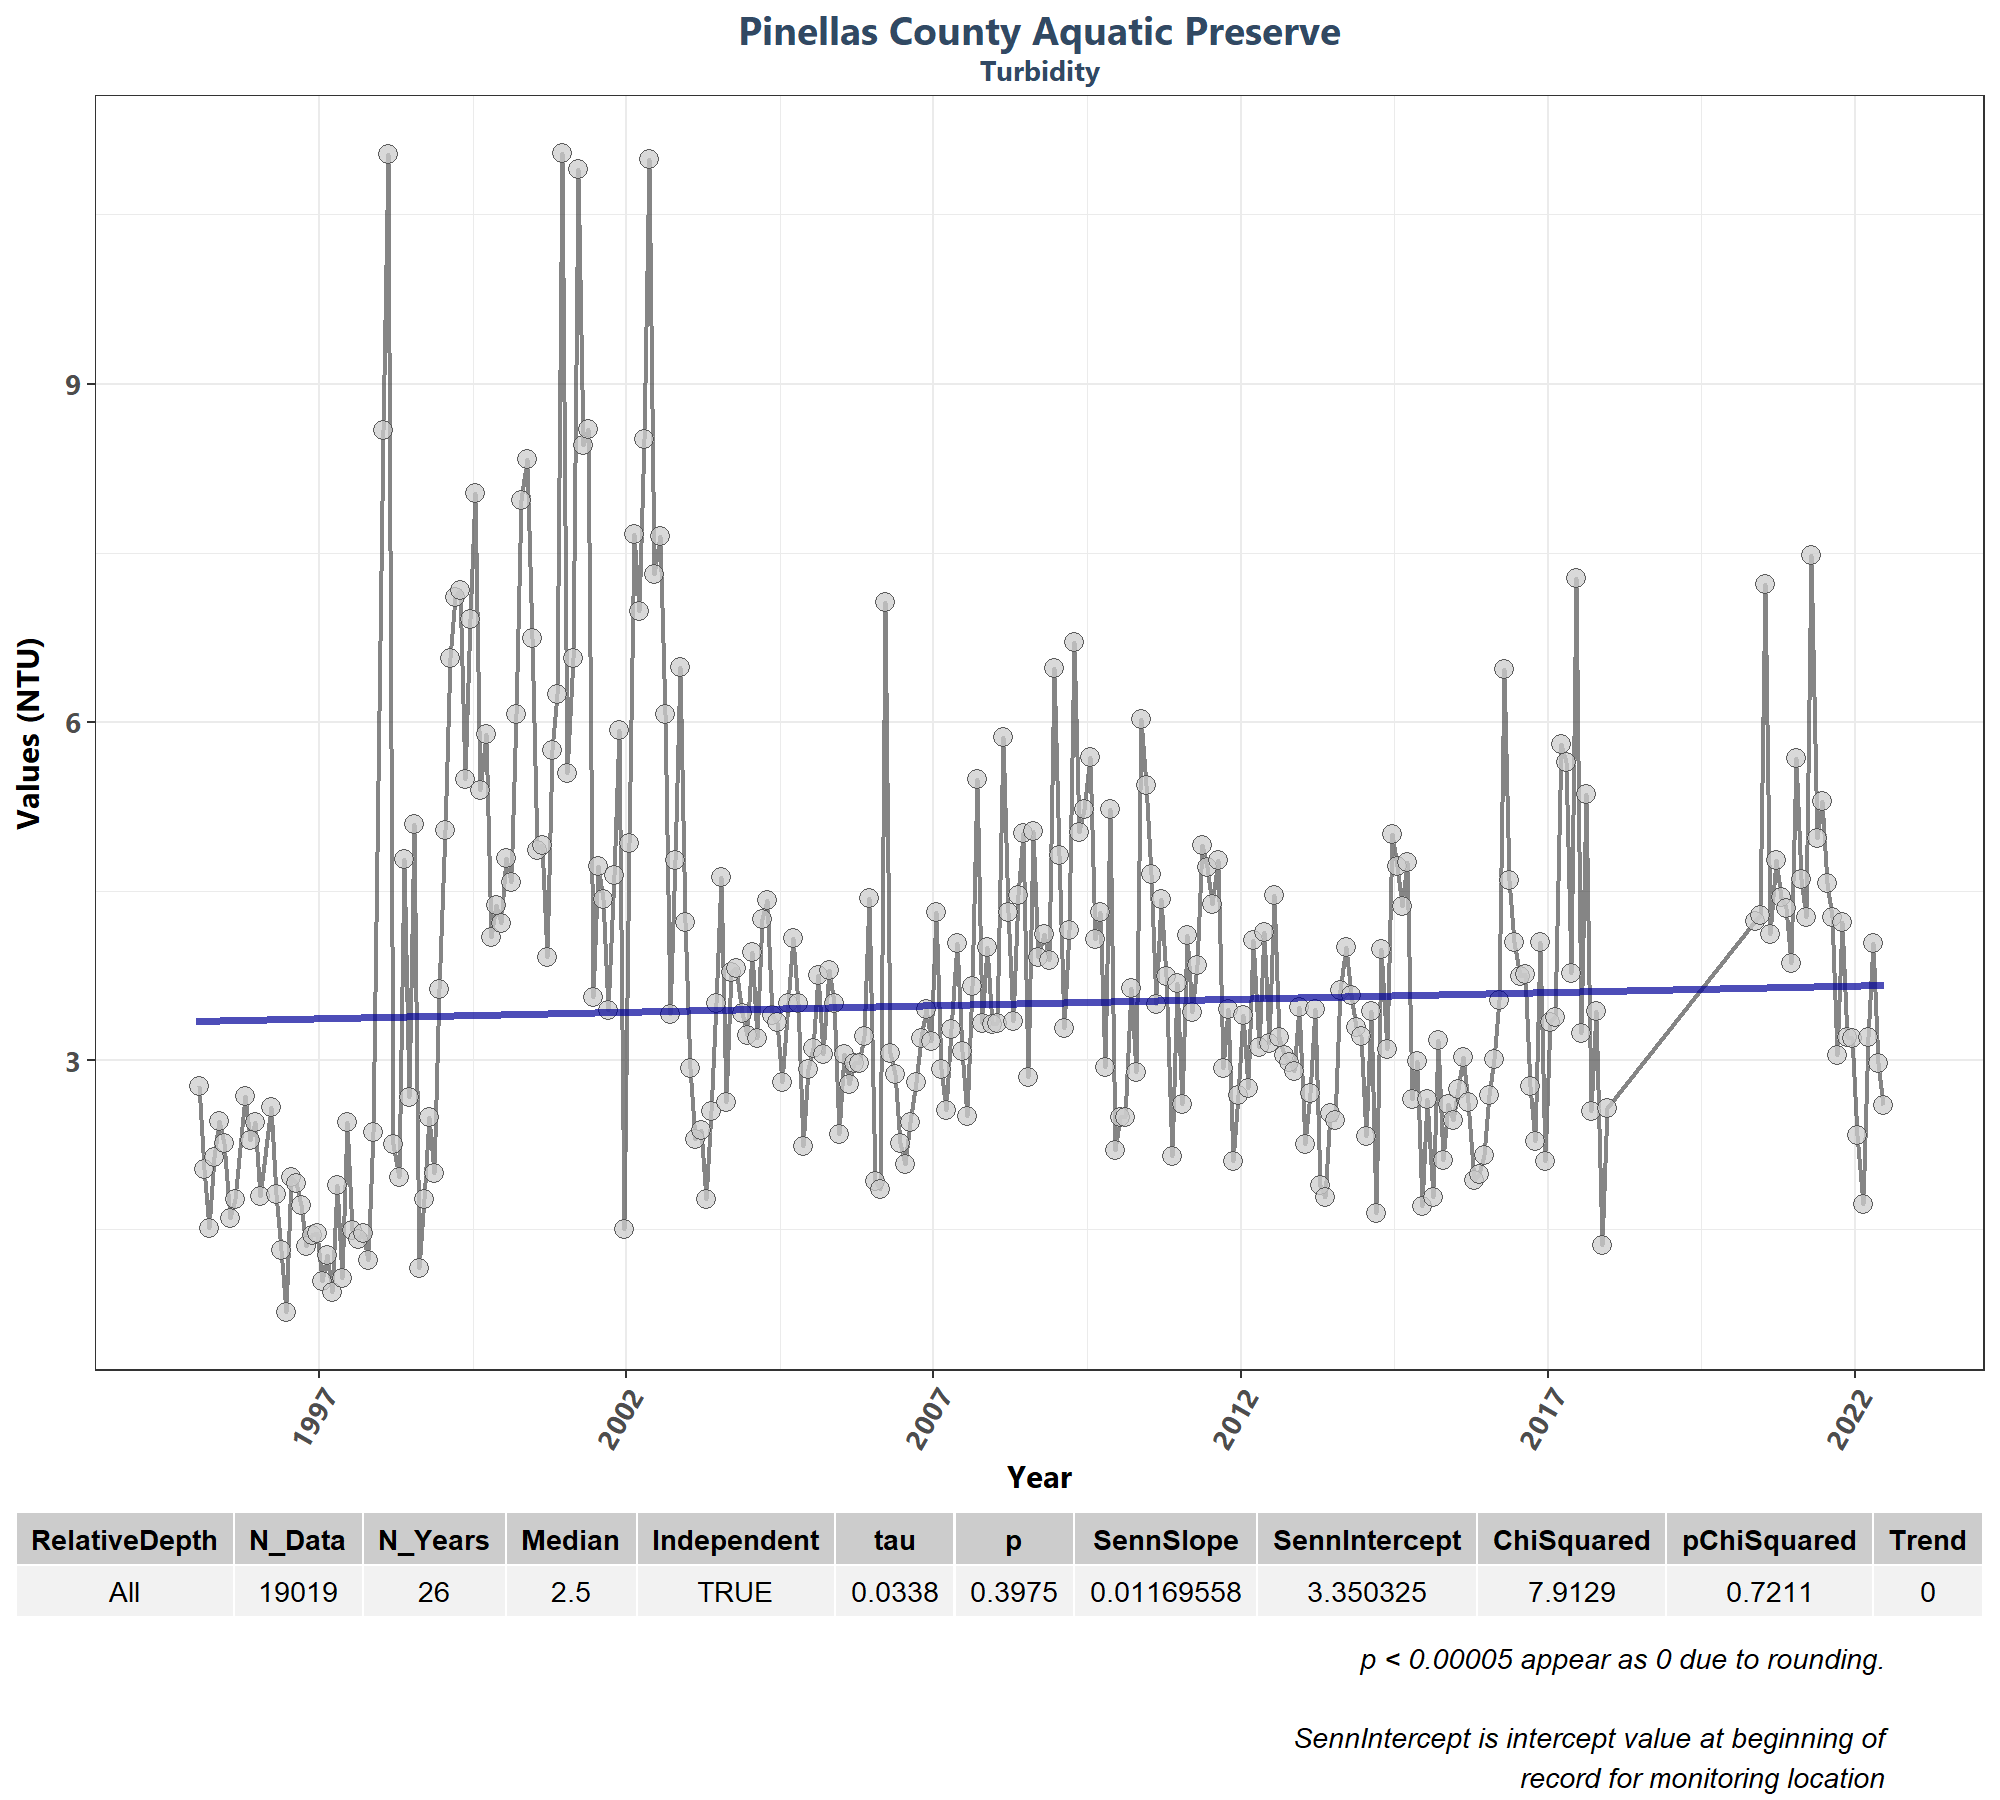 Pinellas County Aquatic Preserve
Turbidity
Values (NTU)
9
6
3
1997 2002 2007 2012 2017 2022
Year
RelativeDepth N_Data N_Years Median Independent tau p SennSlope SennIntercept ChiSquared pChiSquared Trend
All 19019 26 2.5 TRUE 0.0338 0.3975 0.01169558 3.350325 7.9129 0.7211 0
p < 0.00005 appear as 0 due to rounding.
SennIntercept is intercept value at beginning of
record for monitoring location